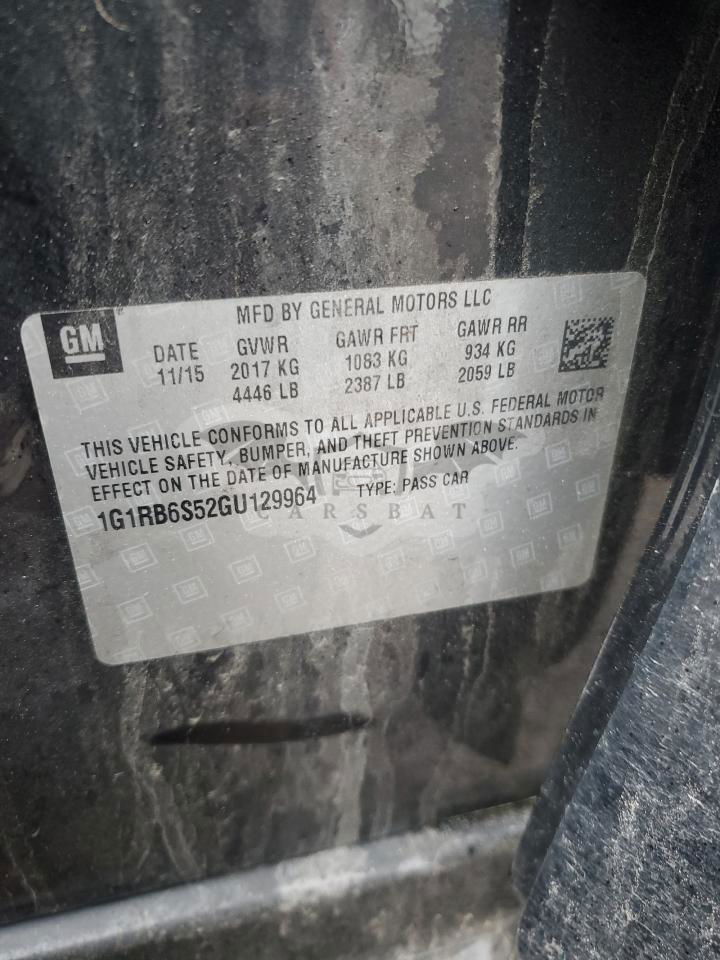 MFD BY GENERAL MOTORS LLC
GM
DATE GVWR GAWR FRT GAWR RR
11/15 2017 KG 1083 KG 934 KG
4446 LB 2387 LB 2059 LB
THIS VEHICLE CONFORMS TO ALL APPLICABLE U.S. FEDERAL MOTOR
VEHICLE SAFETY, BUMPER, AND THEFT PREVENTION STANDARDS IN
EFFECT ON THE DATE OF MANUFACTURE SHOWN ABOVE.
1G1RB6S52GU129964 TYPE: PASS CAR
CARSBAT